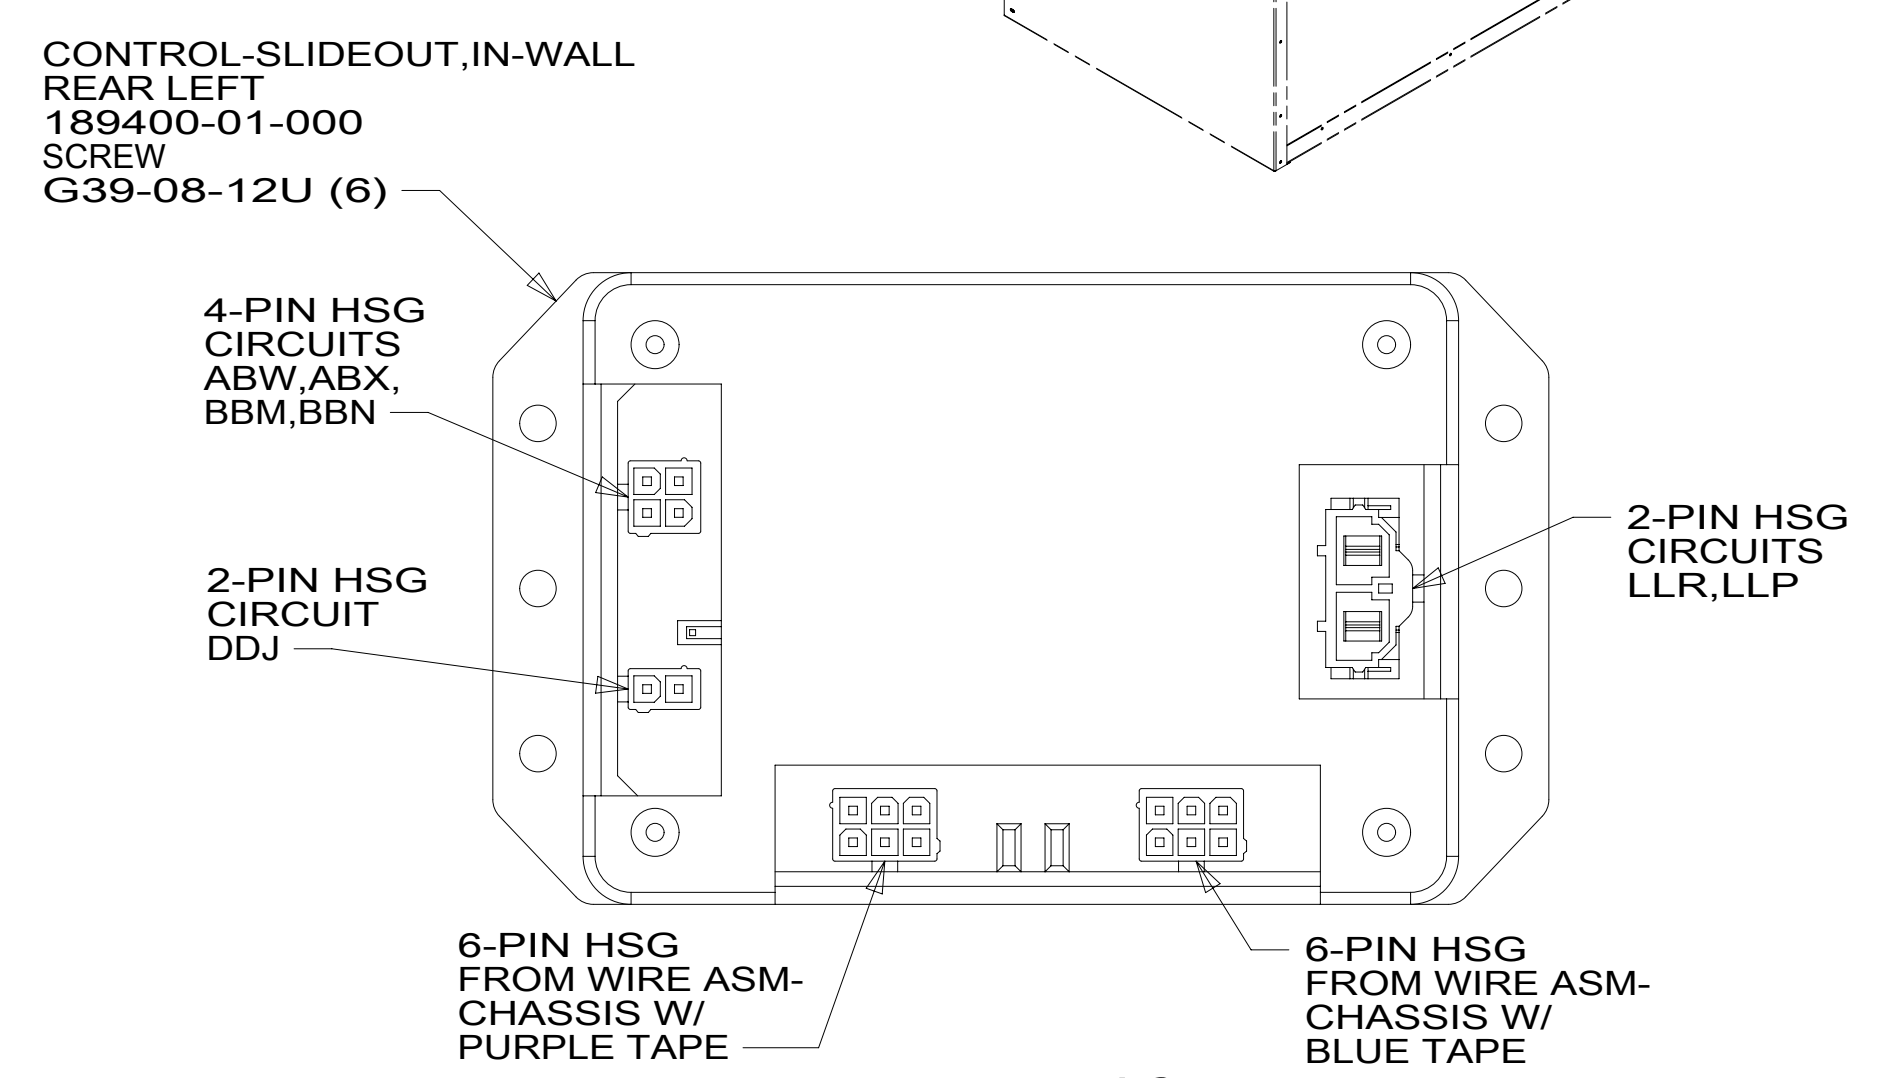 CONTROL-SLIDEOUT,IN-WALL
REAR LEFT
189400-01-000
SCREW
G39-08-12U (6)
4-PIN HSG
CIRCUITS
ABW,ABX,
BBM,BBN
2-PIN HSG
CIRCUIT
DDJ
2-PIN HSG
CIRCUITS
LLR,LLP
6-PIN HSG
FROM WIRE ASM-
CHASSIS W/
PURPLE TAPE
6-PIN HSG
FROM WIRE ASM-
CHASSIS W/
BLUE TAPE